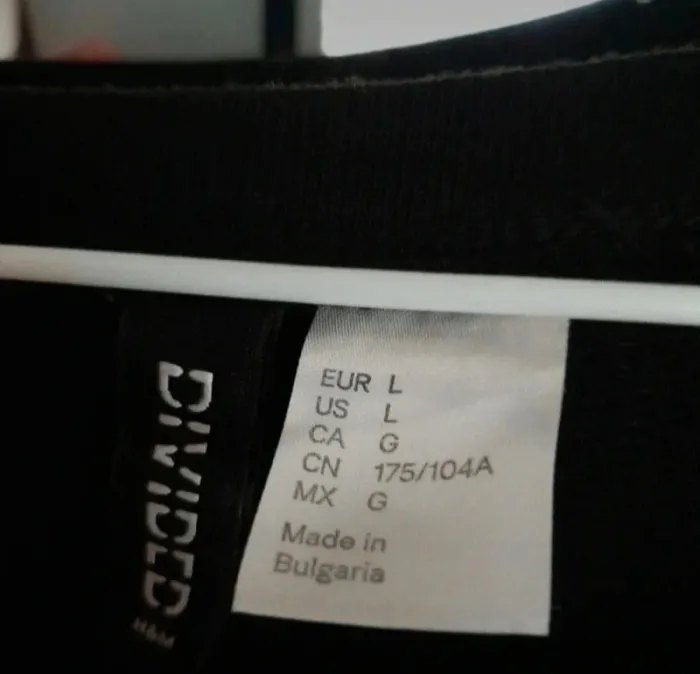 DIVIDED
H&M
EUR L
US L
CA G
CN 175/104A
MX G
Made in
Bulgaria